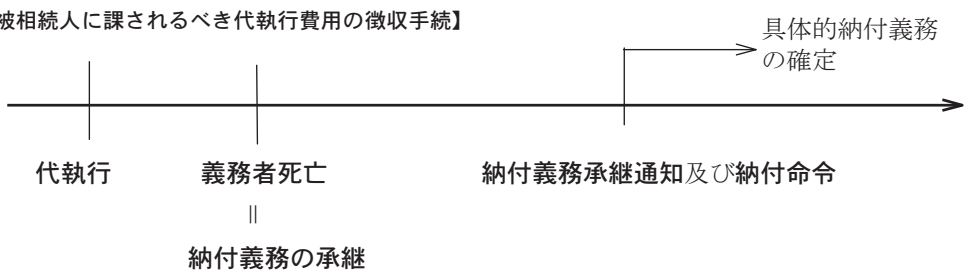 被相続人に課されるべき代執行費用の徴収手続】
具体的納付義務
の確定
代執行
義務者死亡
納付義務承継通知及び納付命令
||
納付義務の承継